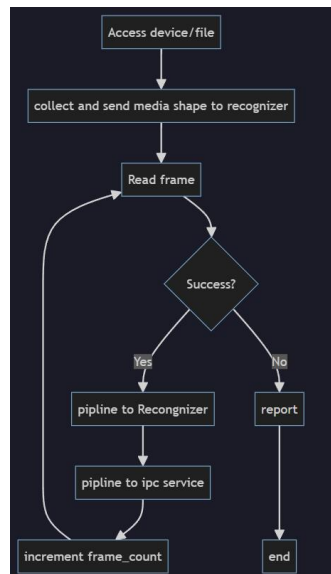 Access device/file
collect and send media shape to recognizer
Read frame
Success?
Yes
No
pipline to Recongnizer
report
pipline to ipc service
increment frame_count
end